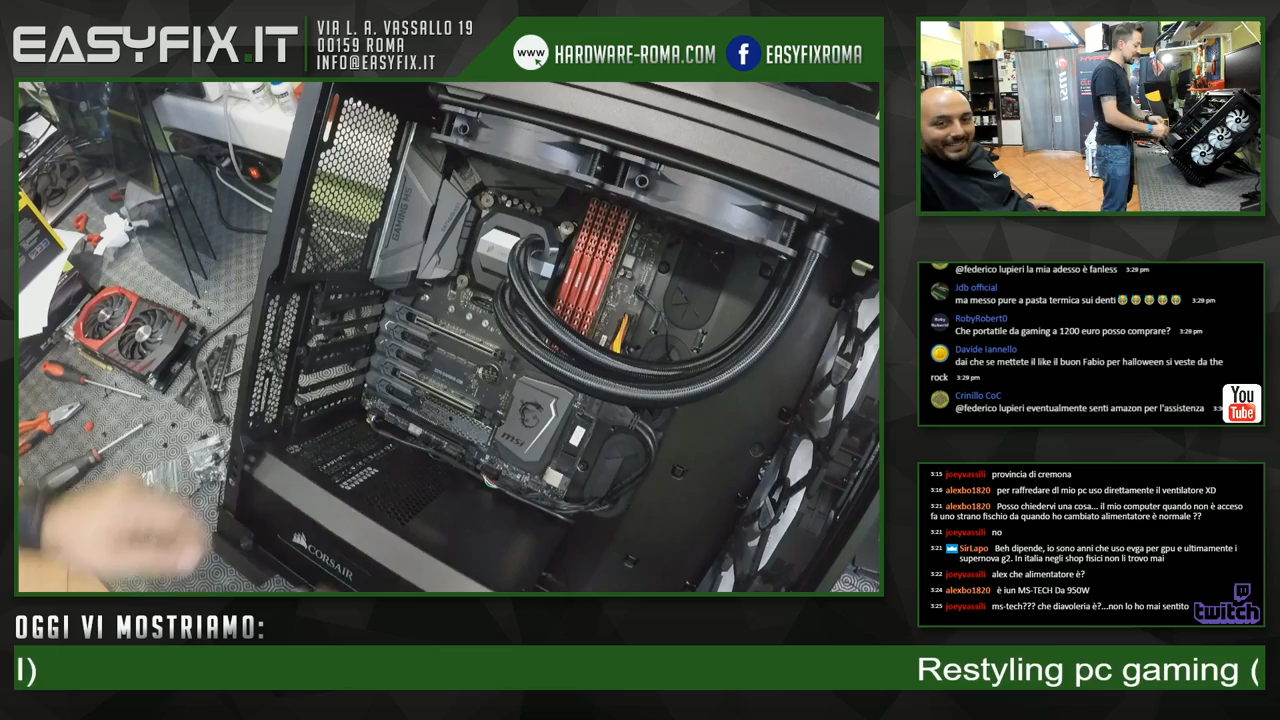 EASYFIX.IT
VIA L. A. VASSALLO 19
00159 ROMA
INFO@EASYFIX.IT
www
HARDWARE-ROMA.COM
f EASYFIXROMA
GAMING M5
msi
CORSAIR
msi
HYPE
@federico lupieri la mia adesso è fanless 3:29 pm
Jdb official
ma messo pure a pasta termica sui denti 😭😭😭😭😭 3:29 pm
RobyRobert0
Che portatile da gaming a 1200 euro posso comprare? 3:29 pm
Davide Iannello
dai che se mettete il like il buon Fabio per halloween si veste da the
rock 3:29 pm
Crinillo CoC
@federico lupieri eventualmente senti amazon per l'assistenza
You
Tube
3:15 joeyvassili provincia di cremona
3:16 alexbo1820 per raffredare dl mio pc uso direttamente il ventilatore XD
3:21 alexbo1820 Posso chiedervi una cosa... il mio computer quando non è acceso
fa uno strano fischio da quando ho cambiato alimentatore è normale ??
3:21 joeyvassili no
3:21 SirLapo Beh dipende, io sono anni che uso evga per gpu e ultimamente i
supernova g2. In italia negli shop fisici non li trovo mai
3:22 joeyvassili alex che alimentatore è?
3:24 alexbo1820 è iun MS-TECH Da 950W
3:25 joeyvassili ms-tech??? che diavoleria è?...non lo ho mai sentito
twitch
OGGI VI MOSTRIAMO:
l) Restyling pc gaming (